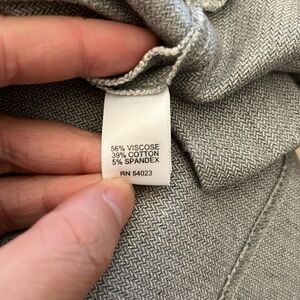 56% VISCOSE
39% COTTON
5% SPANDEX
RN 54023